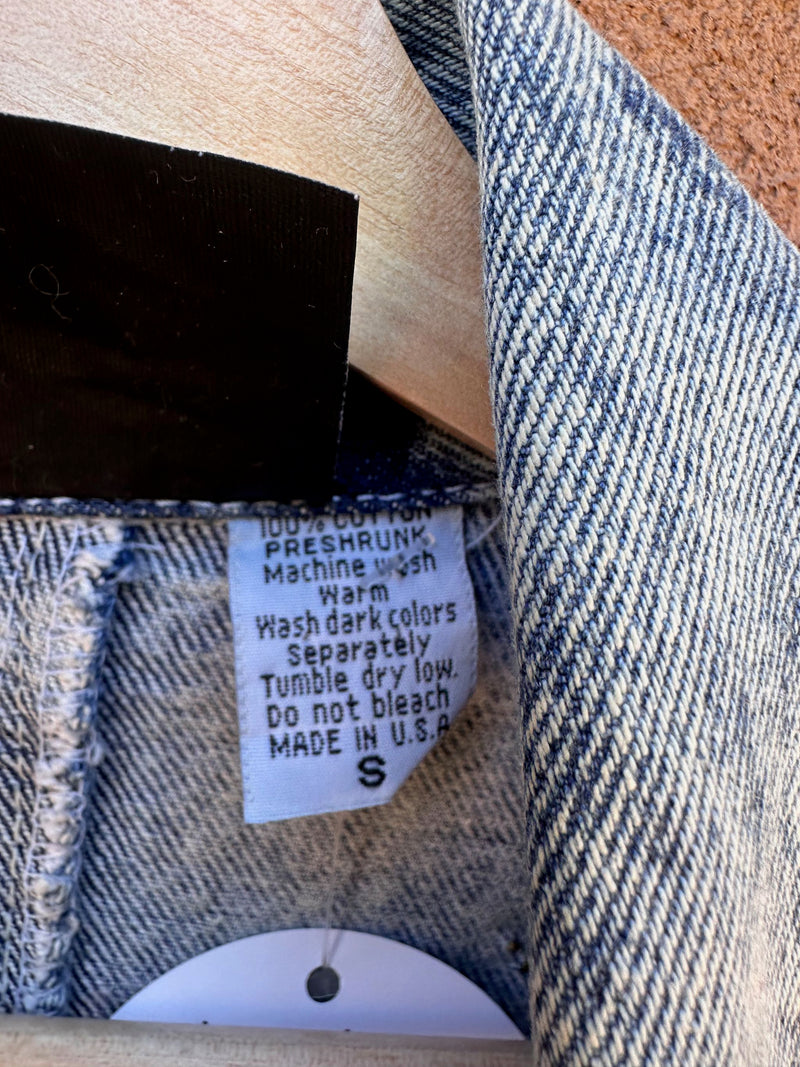 100% COTTON
PRESHRUNK
Machine wash
Warm
Wash dark colors
Separately
Tumble dry low.
Do not bleach
MADE IN U.S.A
S